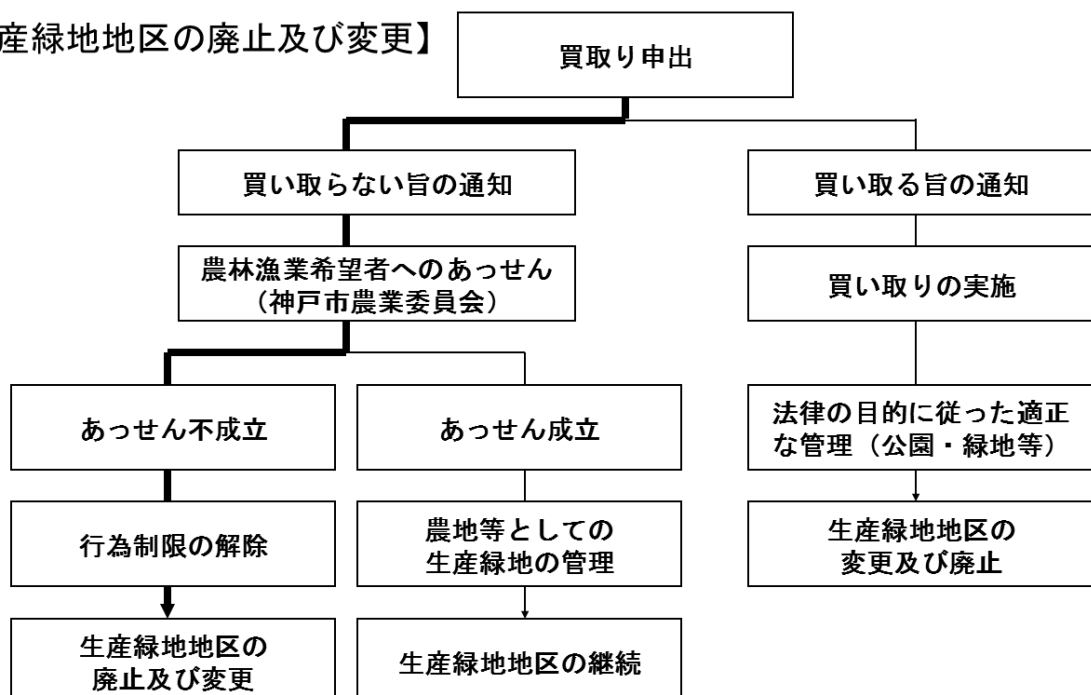 産緑地地区の廃止及び変更】
買取り申出
買い取らない旨の通知
買い取る旨の通知
農林漁業希望者へのあっせん
（神戸市農業委員会）
買い取りの実施
あっせん不成立
あっせん成立
法律の目的に従った適正
な管理（公園・緑地等）
行為制限の解除
農地等としての
生産緑地の管理
生産緑地地区の
変更及び廃止
生産緑地地区の
廃止及び変更
生産緑地地区の継続